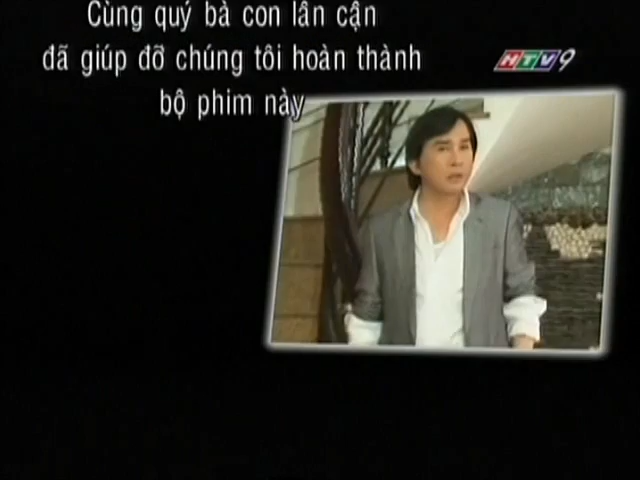 Cùng quý bà con lân cận
đã giúp đỡ chúng tôi hoàn thành
bộ phim này
HTV9